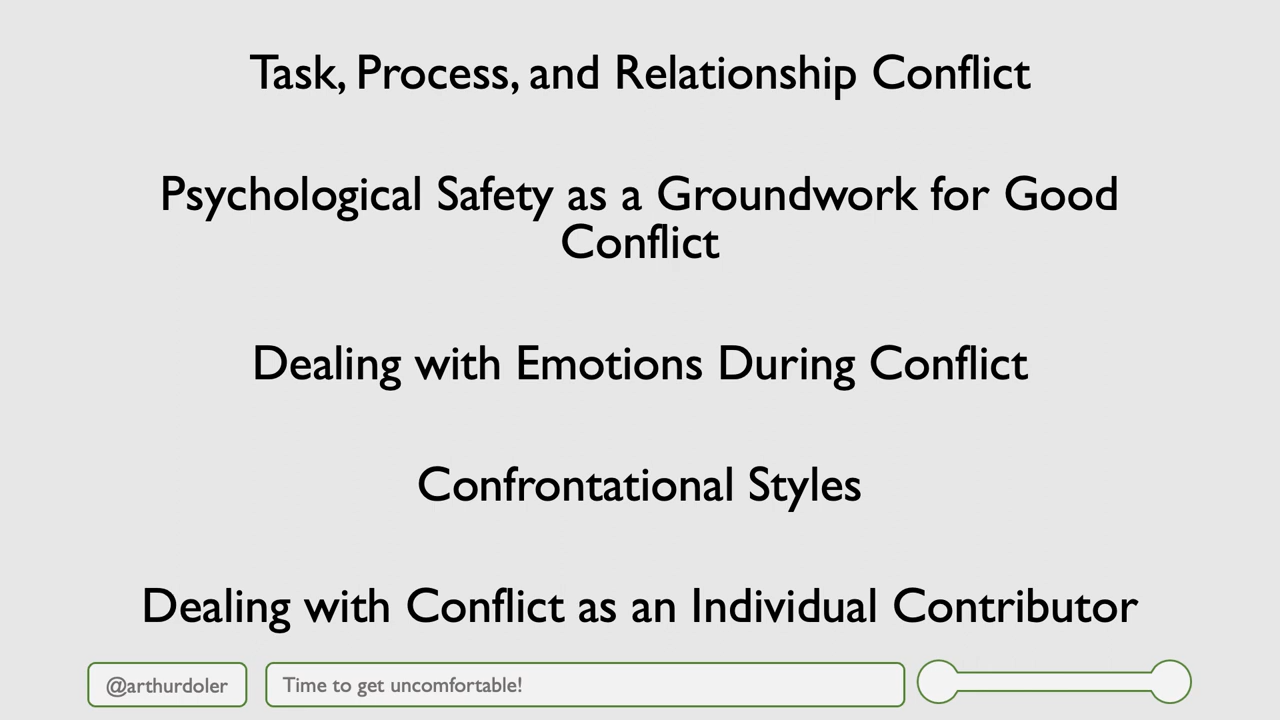 Task, Process, and Relationship Conflict
Psychological Safety as a Groundwork for Good
Conflict
Dealing with Emotions During Conflict
Confrontational Styles
Dealing with Conflict as an Individual Contributor
@arthurdoler
Time to get uncomfortable!